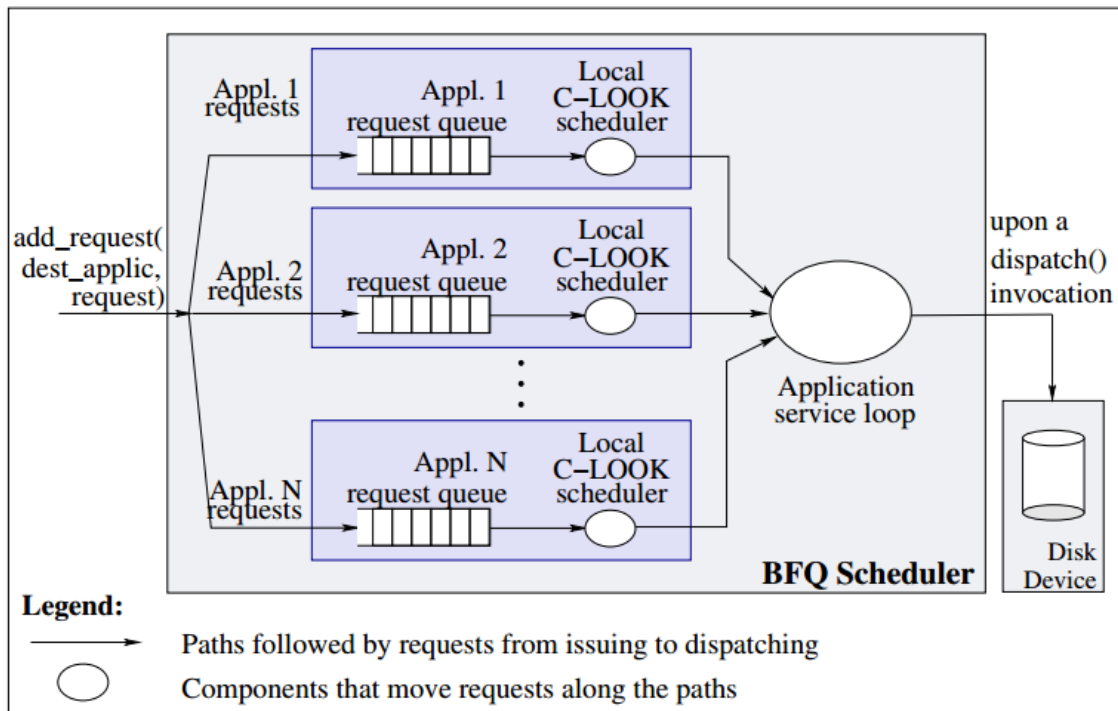 add_request(
dest_applic,
request)
Appl. 1
requests
Appl. 1
request queue
Local
C−LOOK
scheduler
Appl. 2
requests
Appl. 2
request queue
Local
C−LOOK
scheduler
Appl. N
requests
Appl. N
request queue
Local
C−LOOK
scheduler
Application
service loop
upon a
dispatch()
invocation
Disk
Device
BFQ Scheduler
Legend:
Paths followed by requests from issuing to dispatching
Components that move requests along the paths